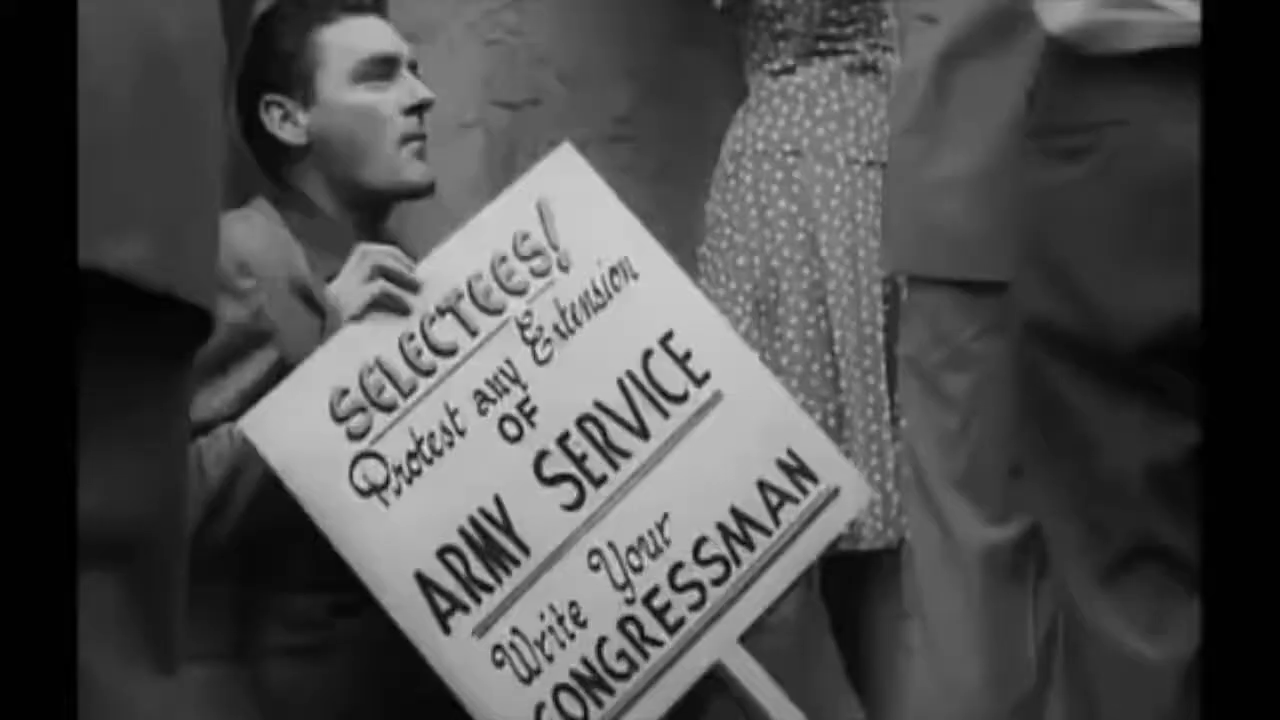 SELECTEES!
Protest any Extension
OF
ARMY SERVICE
Write Your
CONGRESSMAN